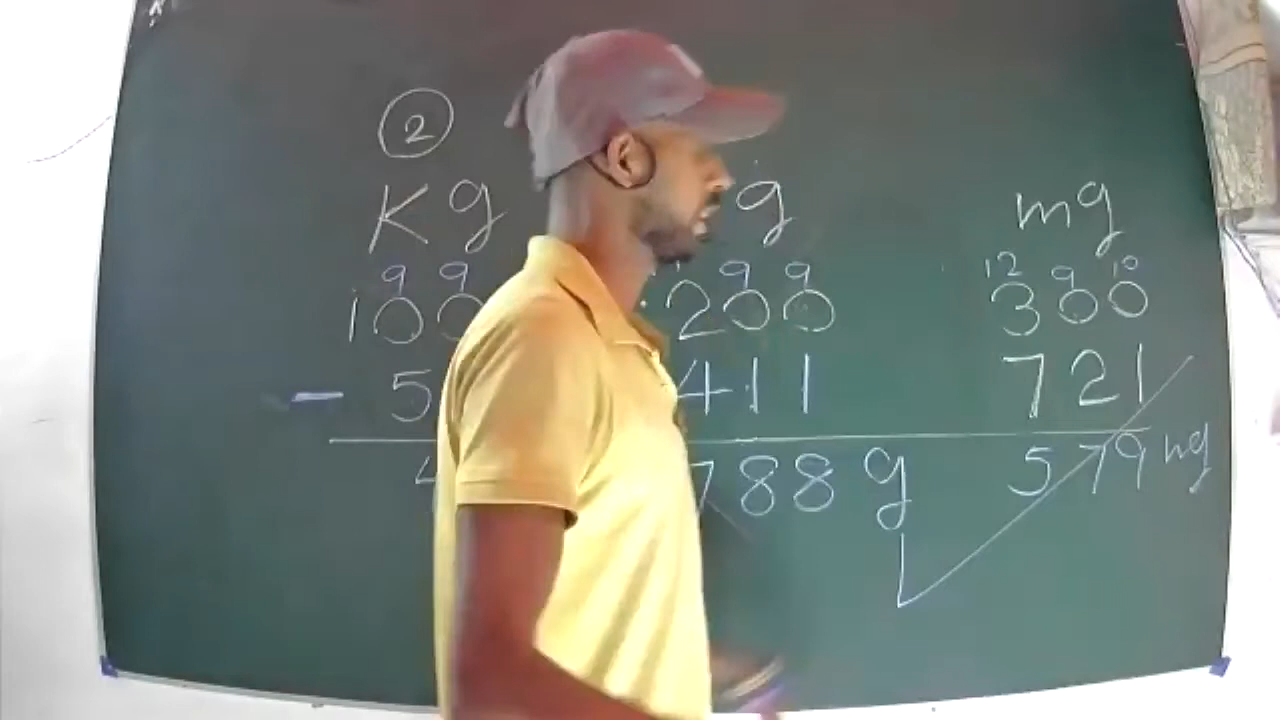 2
Kg g mg
9 9 9 9 12 9 10
100 200 300
- 5 411 721
4 788 g 579 mg